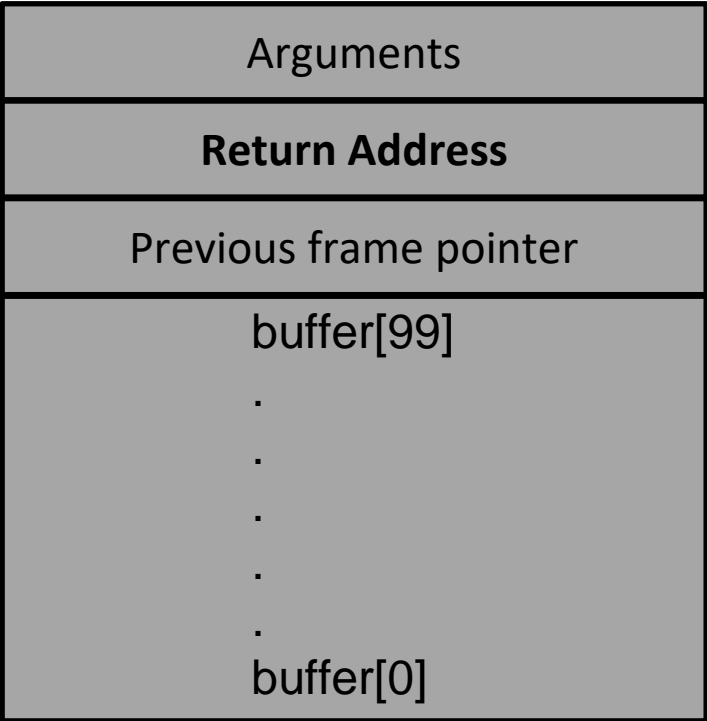 Arguments
Return Address
Previous frame pointer
buffer[99]
.
.
.
.
.
buffer[0]